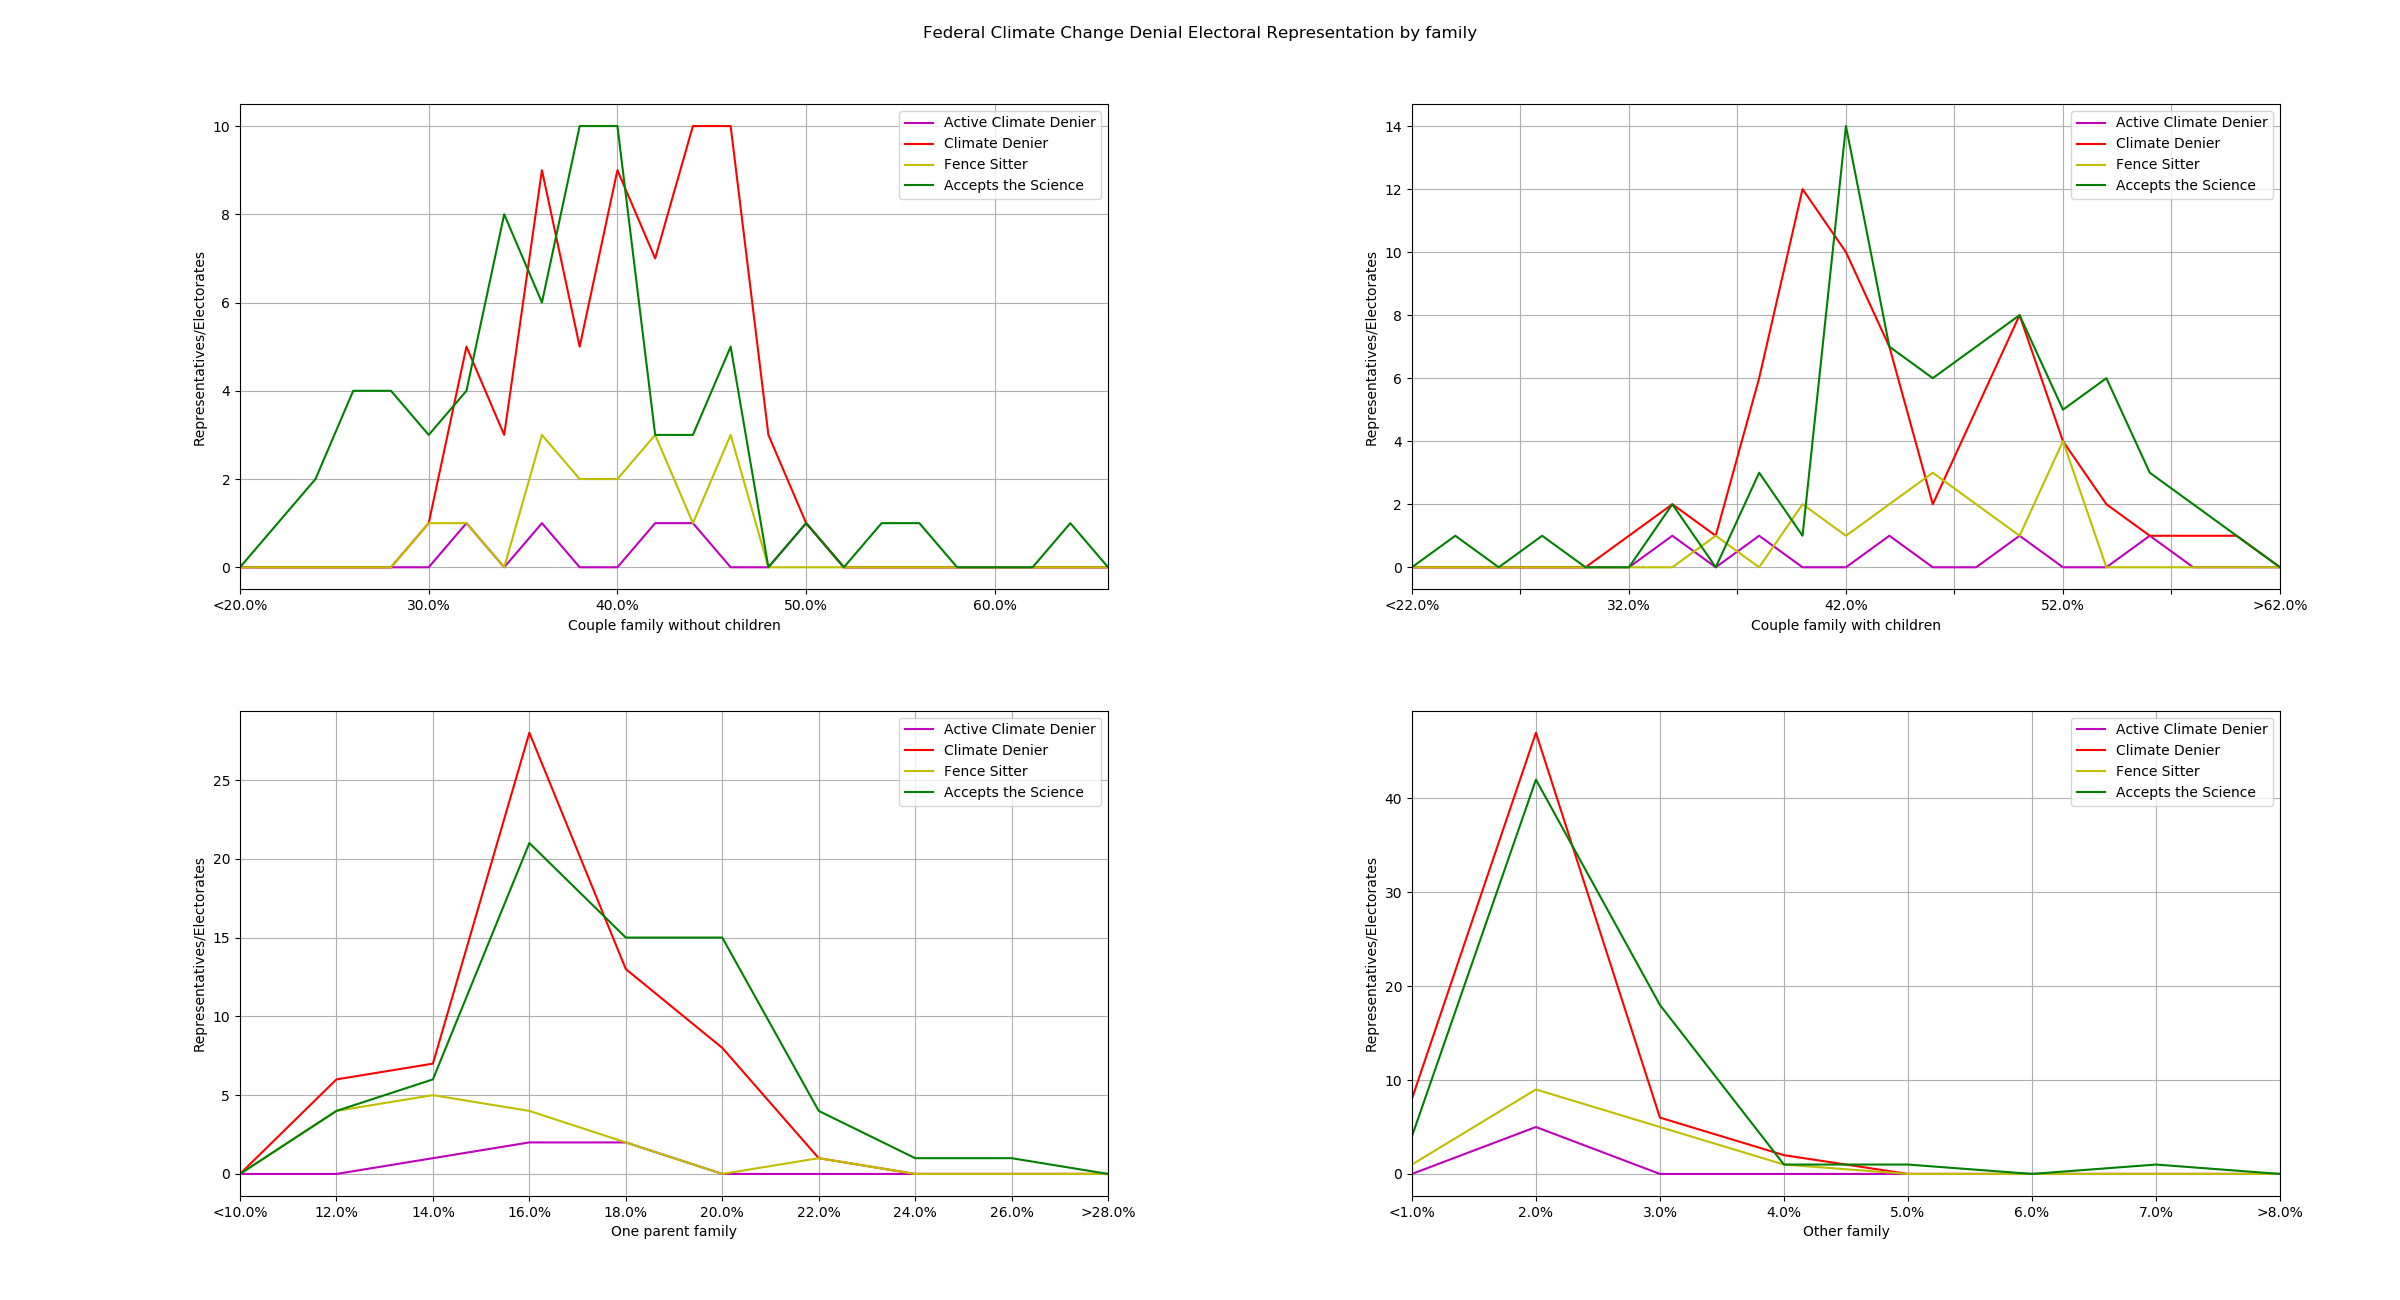 Federal Climate Change Denial Electoral Representation by family
Active Climate Denier
Climate Denier
Fence Sitter
Accepts the Science
10
8
6
4
2
0
Representatives/Electorates
<20.0% 30.0% 40.0% 50.0% 60.0%
Couple family without children
Active Climate Denier
Climate Denier
Fence Sitter
Accepts the Science
14
12
10
8
6
4
2
0
Representatives/Electorates
<22.0% 32.0% 42.0% 52.0% >62.0%
Couple family with children
Active Climate Denier
Climate Denier
Fence Sitter
Accepts the Science
25
20
15
10
5
0
Representatives/Electorates
<10.0% 12.0% 14.0% 16.0% 18.0% 20.0% 22.0% 24.0% 26.0% >28.0%
One parent family
Active Climate Denier
Climate Denier
Fence Sitter
Accepts the Science
40
30
20
10
0
Representatives/Electorates
<1.0% 2.0% 3.0% 4.0% 5.0% 6.0% 7.0% >8.0%
Other family